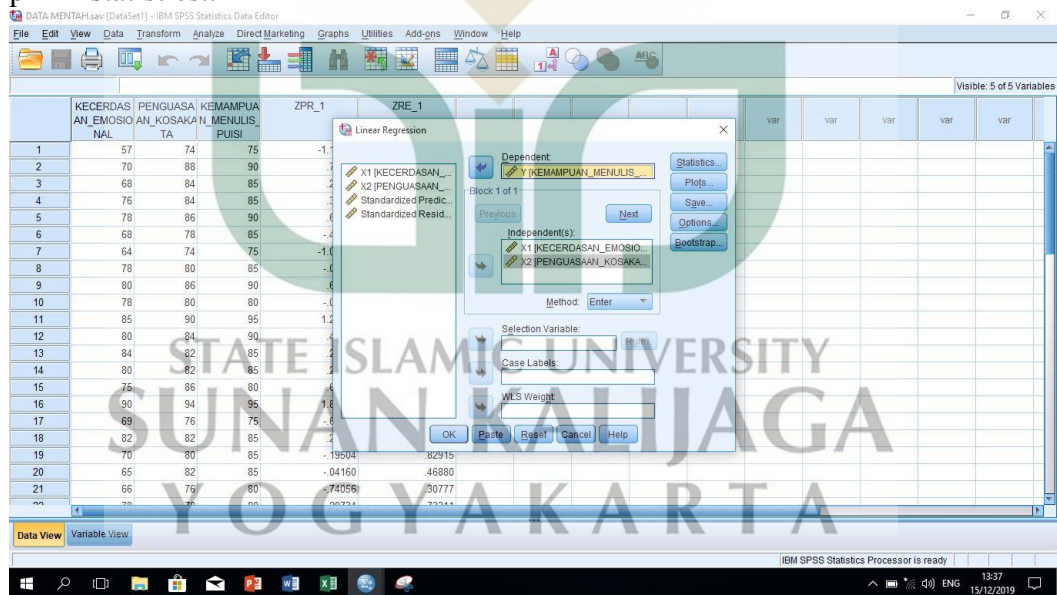 DATA MENTAH.sav [DataSet1] - IBM SPSS Statistics Data Editor
File Edit View Data Transform Analyze Direct Marketing Graphs Utilities Add-ons Window Help
Visible: 5 of 5 Variables
KECERDAS AN_EMOSIO NAL PENGUASA AN_KOSAKA TA KEMAMPUA N_MENULIS_ PUISI ZPR_1 ZRE_1 var var var var
1 57 74 75
2 70 88 90
3 68 84 85
4 76 84 85
5 78 86 90
6 68 78 85
7 64 74 75
8 78 80 85
9 80 86 90
10 78 80 80
11 85 90 95
12 80 84 90
13 84 82 85
14 80 82 85
15 75 86 80
16 90 94 95
17 69 76 75
18 82 82 85
19 70 80 85 -.19504 .82915
20 65 82 85 -.04160 .46880
21 66 76 80 -.74056 .30777
Linear Regression
X1 [KECERDASAN_...
X2 [PENGUASAAN_...
Standardized Predic...
Standardized Resid...
Dependent:
Y [KEMAMPUAN_MENULIS_...
Block 1 of 1
Previous Next
Independent(s):
X1 [KECERDASAN_EMOSIO...
X2 [PENGUASAAN_KOSAKA...
Method: Enter
Selection Variable:
Rule...
Case Labels:
WLS Weight:
Statistics...
Plots...
Save...
Options...
Bootstrap...
OK Paste Reset Cancel Help
STATE ISLAMIC UNIVERSITY
SUNAN KALIJAGA
YOGYAKARTA
Data View Variable View
IBM SPSS Statistics Processor is ready
ENG 13:37
15/12/2019